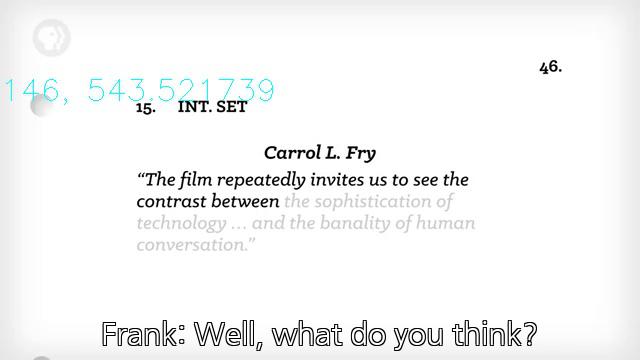 46.
146, 543.521739
15. INT. SET
Carrol L. Fry
“The film repeatedly invites us to see the
contrast between the sophistication of
technology ... and the banality of human
conversation.”
Frank: Well, what do you think?